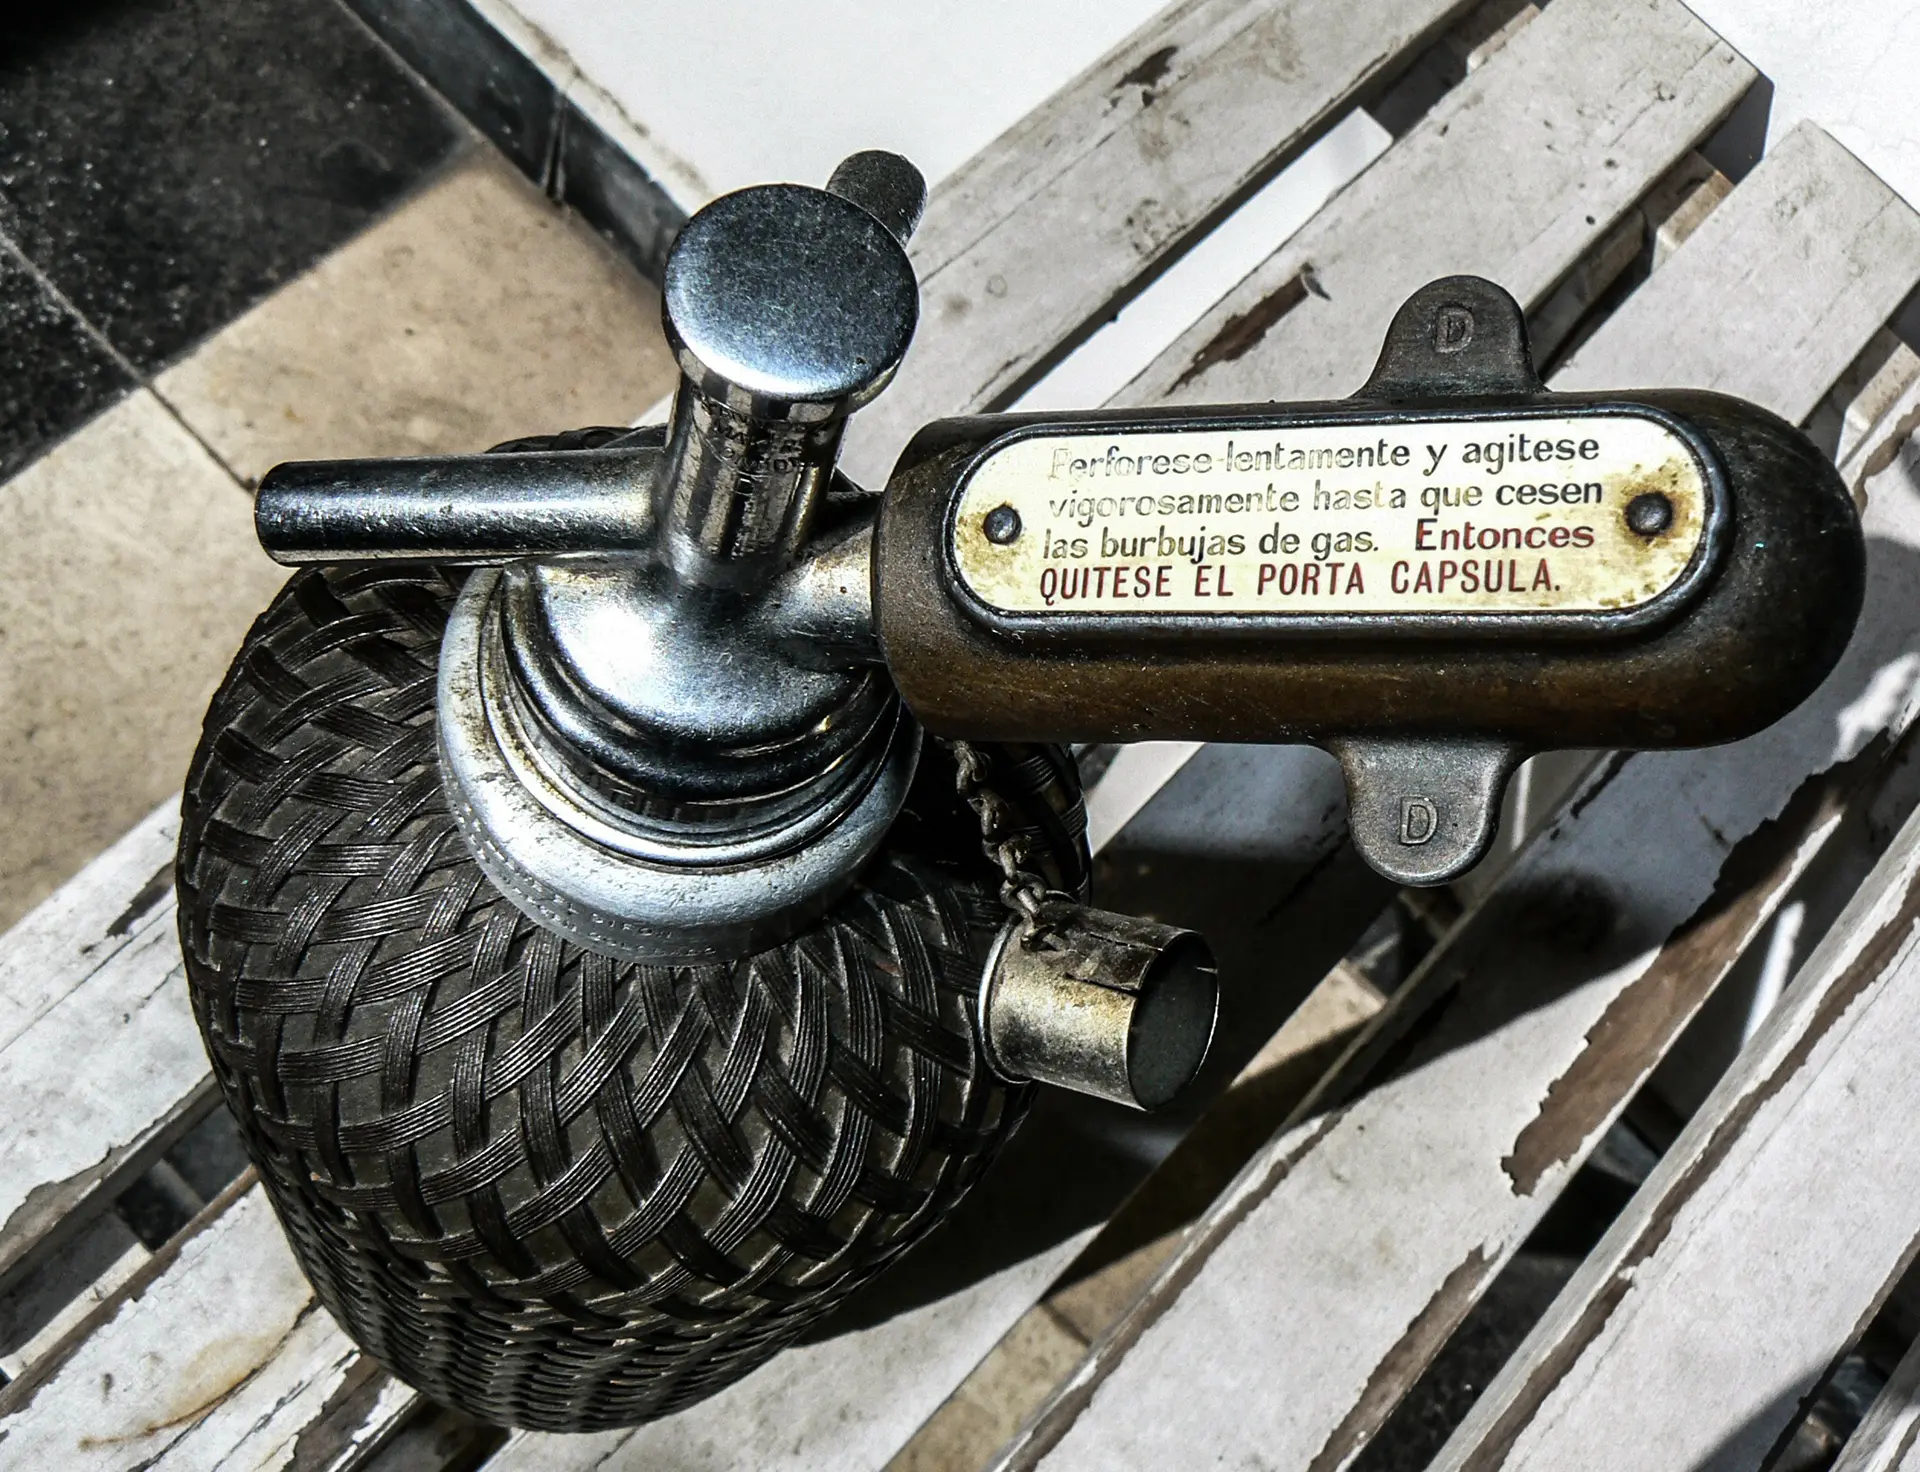 D
Perforese lentamente y agitese
vigorosamente hasta que cesen
las burbujas de gas. Entonces
QUITESE EL PORTA CAPSULA.
D